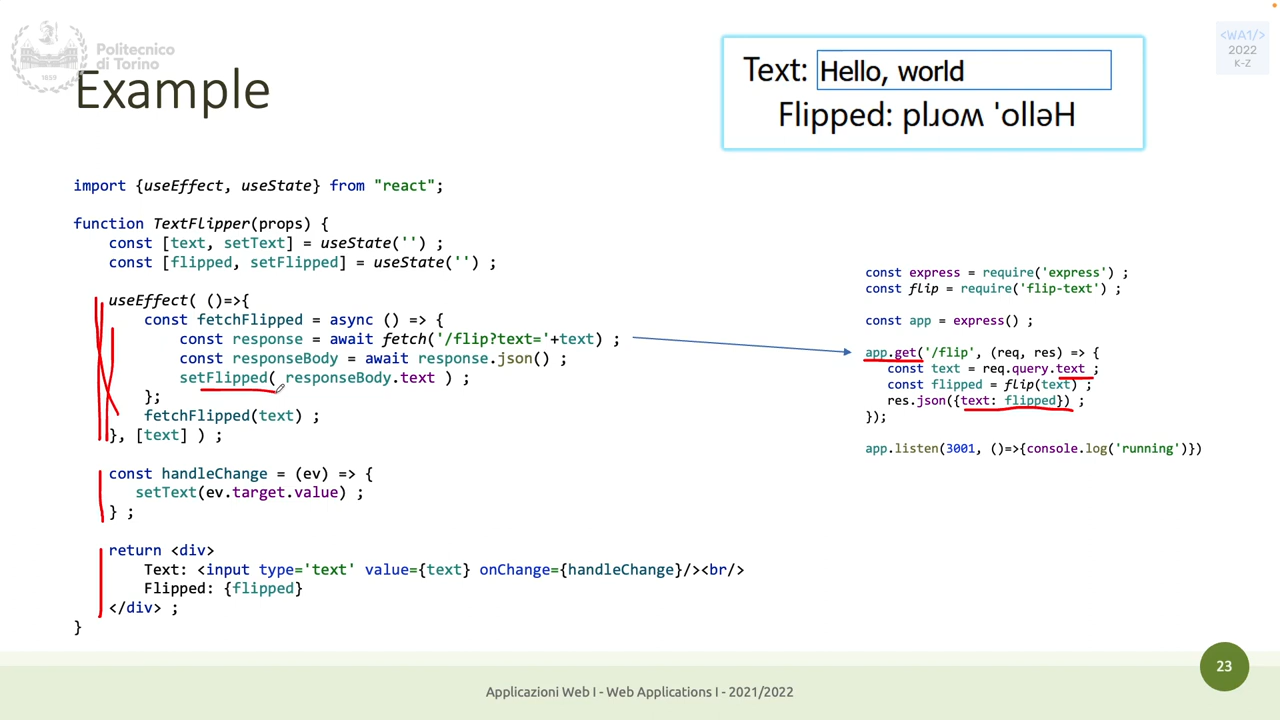 Politecnico
di Torino
1859
<WA1/>
2022
K-Z
Example
Text: Hello, world
Flipped: plɹoʍ 'ollǝH
import {useEffect, useState} from "react";
function TextFlipper(props) {
const [text, setText] = useState('') ;
const [flipped, setFlipped] = useState('') ;
useEffect( ()=>{
const fetchFlipped = async () => {
const response = await fetch('/flip?text='+text) ;
const responseBody = await response.json() ;
setFlipped( responseBody.text ) ;
};
fetchFlipped(text) ;
}, [text] ) ;
const handleChange = (ev) => {
setText(ev.target.value) ;
} ;
return <div>
Text: <input type='text' value={text} onChange={handleChange}/><br/>
Flipped: {flipped}
</div> ;
}
const express = require('express') ;
const flip = require('flip-text') ;
const app = express() ;
app.get('/flip', (req, res) => {
const text = req.query.text ;
const flipped = flip(text) ;
res.json({text: flipped}) ;
});
app.listen(3001, ()=>{console.log('running')})
Applicazioni Web I - Web Applications I - 2021/2022
23